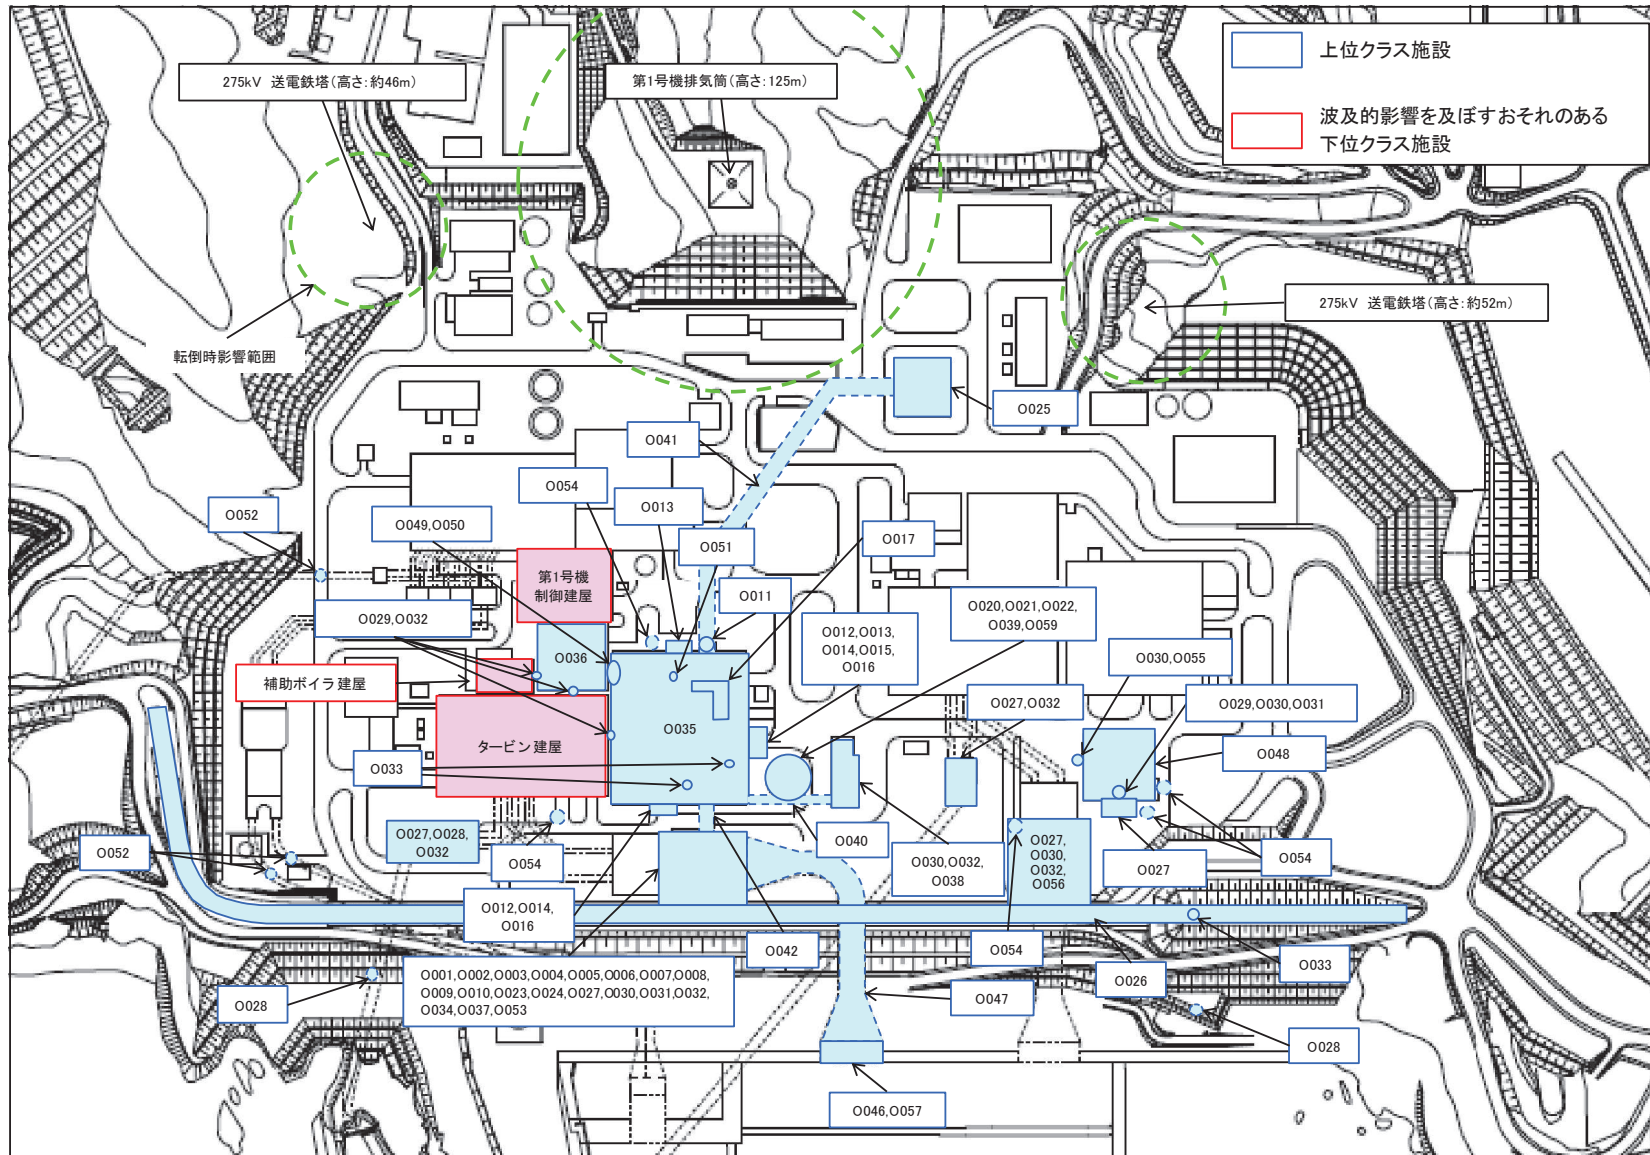 275kV 送電鉄塔(高さ:約46m)
第1号機排気筒(高さ:125m)
上位クラス施設
波及的影響を及ぼすおそれのある
下位クラス施設
275kV 送電鉄塔(高さ:約52m)
転倒時影響範囲
O025
O041
O054
O013
O052
O049,O050
O051
O017
第1号機
制御建屋
O011
O029,O032
O012,O013,
O014,O015,
O016
O020,O021,O022,
O039,O059
O036
O030,O055
補助ボイラ建屋
O027,O032
O029,O030,O031
O035
タービン建屋
O033
O048
O027,O028,
O032
O052
O054
O040
O030,O032,
O038
O027,
O030,
O032,
O056
O027
O054
O012,O014,
O016
O042
O054
O033
O001,O002,O003,O004,O005,O006,O007,O008,
O009,O010,O023,O024,O027,O030,O031,O032,
O034,O037,O053
O028
O047
O026
O028
O046,O057